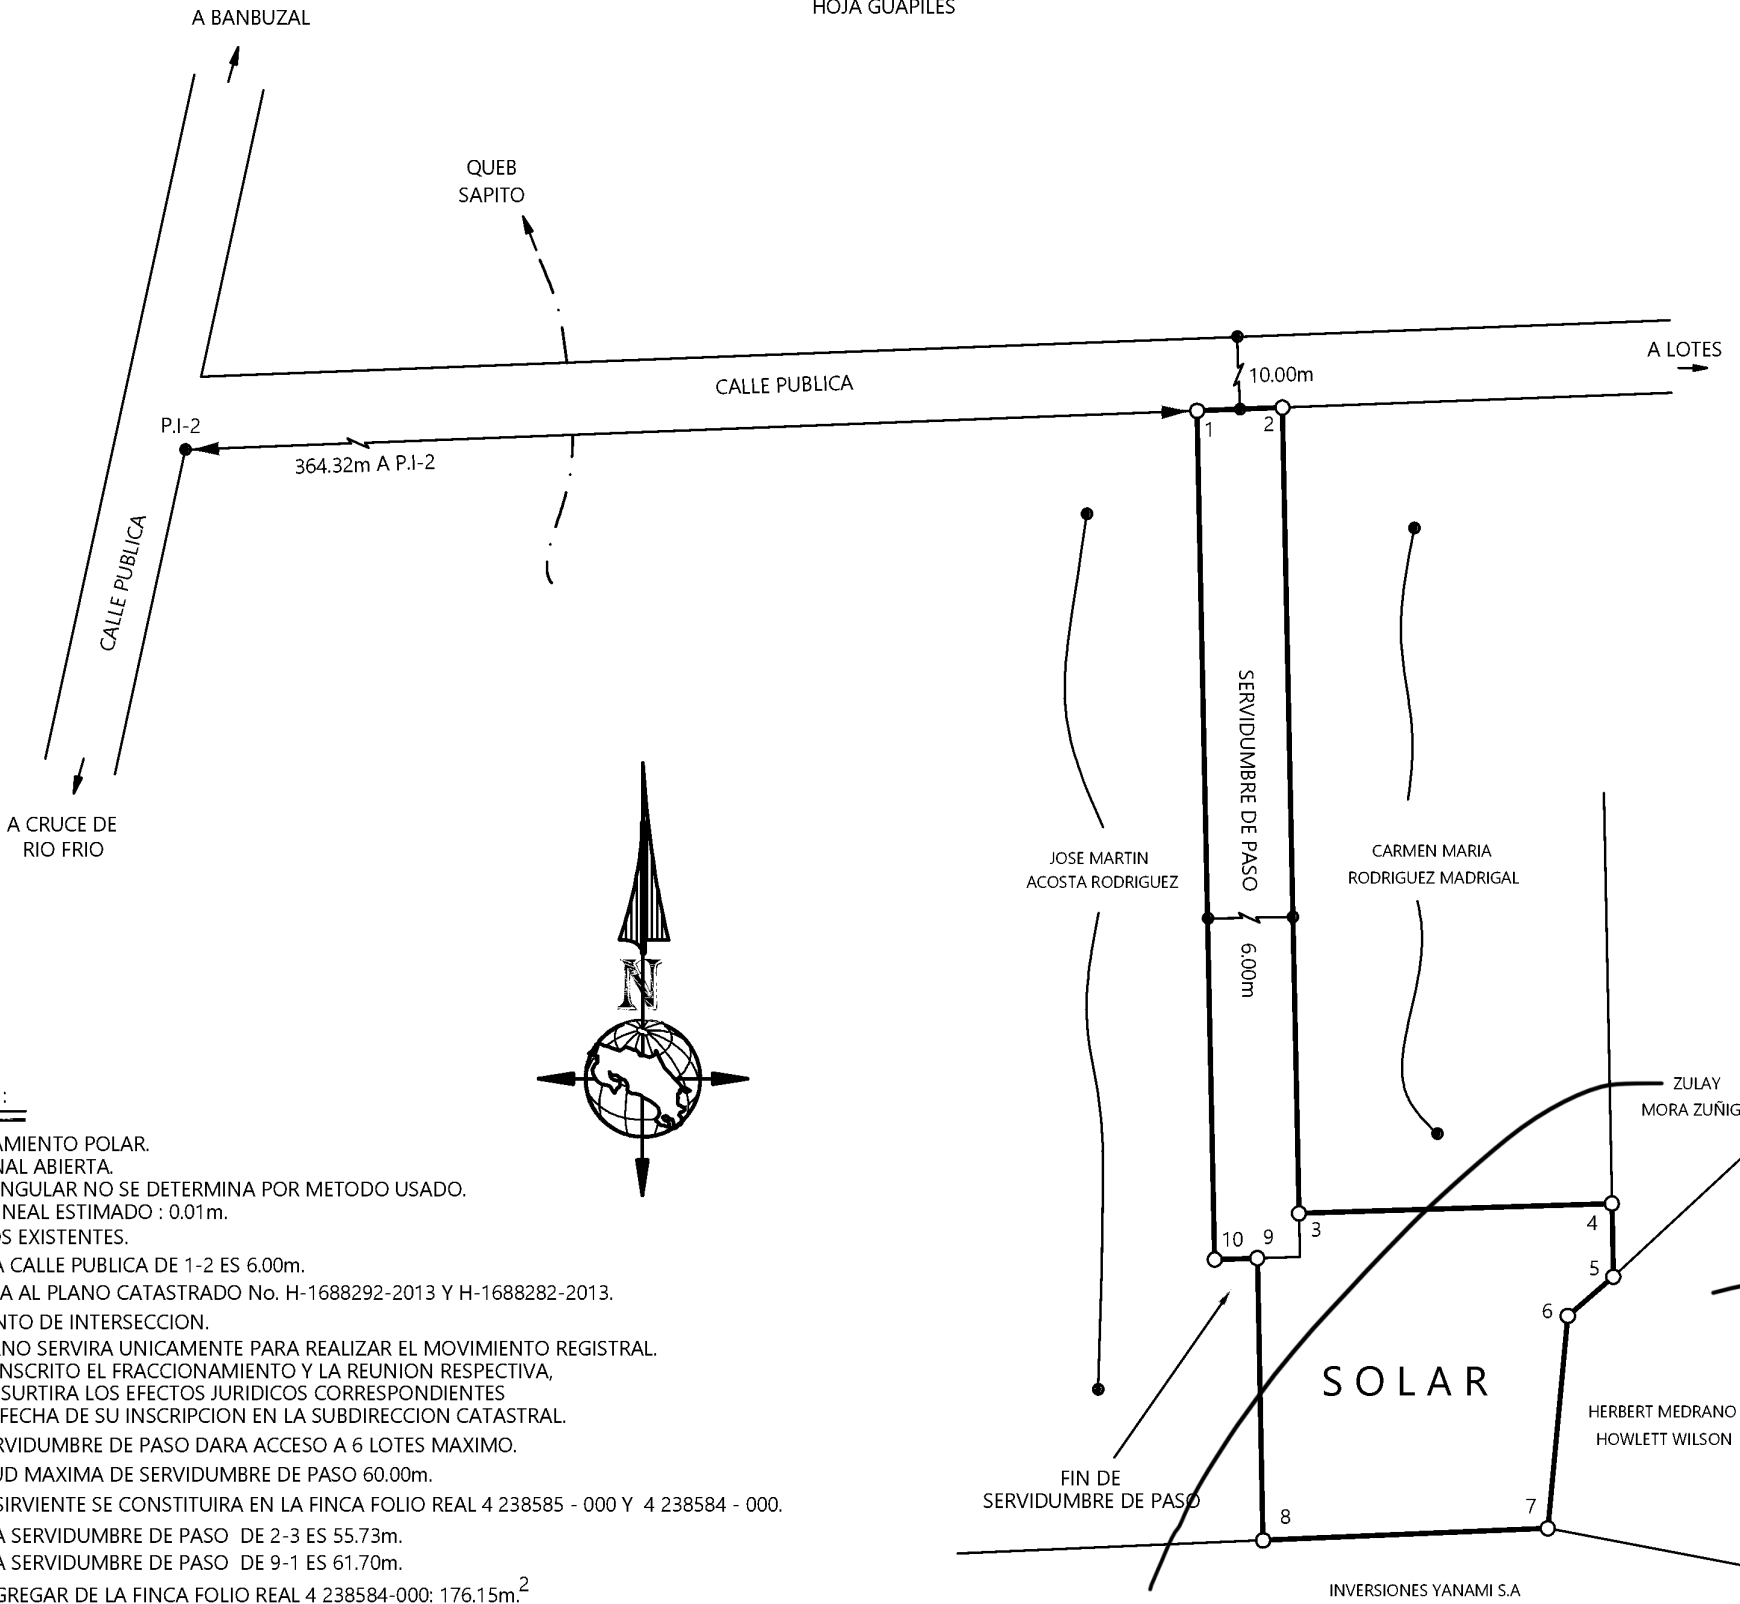 HOJA GUAPILES
A BANBUZAL
QUEB
SAPITO
A LOTES
10.00m
CALLE PUBLICA
P.I-2
364.32m A P.I-2
1
2
CALLE PUBLICA
SERVIDUMBRE DE PASO
6.00m
A CRUCE DE
RIO FRIO
JOSE MARTIN
ACOSTA RODRIGUEZ
CARMEN MARIA
RODRIGUEZ MADRIGAL
N
ZULAY
MORA ZUÑIG
3
4
5
6
7
8
9
10
SOLAR
HERBERT MEDRANO
HOWLETT WILSON
FIN DE
SERVIDUMBRE DE PASO
INVERSIONES YANAMI S.A
:
AMIENTO POLAR.
NAL ABIERTA.
NGULAR NO SE DETERMINA POR METODO USADO.
NEAL ESTIMADO : 0.01m.
S EXISTENTES.
A CALLE PUBLICA DE 1-2 ES 6.00m.
A AL PLANO CATASTRADO No. H-1688292-2013 Y H-1688282-2013.
NTO DE INTERSECCION.
NO SERVIRA UNICAMENTE PARA REALIZAR EL MOVIMIENTO REGISTRAL.
NSCRITO EL FRACCIONAMIENTO Y LA REUNION RESPECTIVA,
SURTIRA LOS EFECTOS JURIDICOS CORRESPONDIENTES
FECHA DE SU INSCRIPCION EN LA SUBDIRECCION CATASTRAL.
RVIDUMBRE DE PASO DARA ACCESO A 6 LOTES MAXIMO.
UD MAXIMA DE SERVIDUMBRE DE PASO 60.00m.
SIRVIENTE SE CONSTITUIRA EN LA FINCA FOLIO REAL 4 238585 - 000 Y 4 238584 - 000.
A SERVIDUMBRE DE PASO DE 2-3 ES 55.73m.
A SERVIDUMBRE DE PASO DE 9-1 ES 61.70m.
GREGAR DE LA FINCA FOLIO REAL 4 238584-000: 176.15m.²